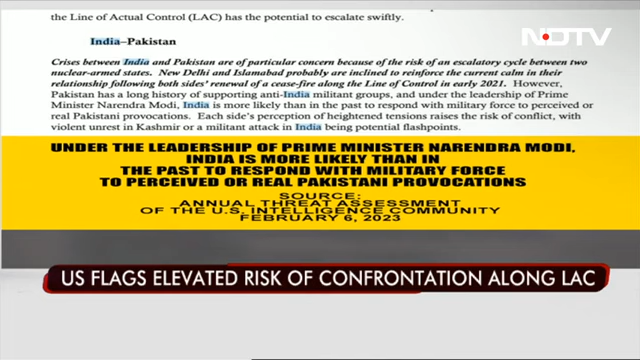 the Line of Actual Control (LAC) has the potential to escalate swiftly.
NDTV
India–Pakistan
Crises between India and Pakistan are of particular concern because of the risk of an escalatory cycle between two
nuclear-armed states. New Delhi and Islamabad probably are inclined to reinforce the current calm in their
relationship following both sides' renewal of a cease-fire along the Line of Control in early 2021. However,
Pakistan has a long history of supporting anti-India militant groups, and under the leadership of Prime
Minister Narendra Modi, India is more likely than in the past to respond with military force to perceived or
real Pakistani provocations. Each side's perception of heightened tensions raises the risk of conflict, with
violent unrest in Kashmir or a militant attack in India being potential flashpoints.
UNDER THE LEADERSHIP OF PRIME MINISTER NARENDRA MODI,
INDIA IS MORE LIKELY THAN IN
THE PAST TO RESPOND WITH MILITARY FORCE
TO PERCEIVED OR REAL PAKISTANI PROVOCATIONS
SOURCE:
ANNUAL THREAT ASSESSMENT
OF THE U.S. INTELLIGENCE COMMUNITY
FEBRUARY 6, 2023
US FLAGS ELEVATED RISK OF CONFRONTATION ALONG LAC